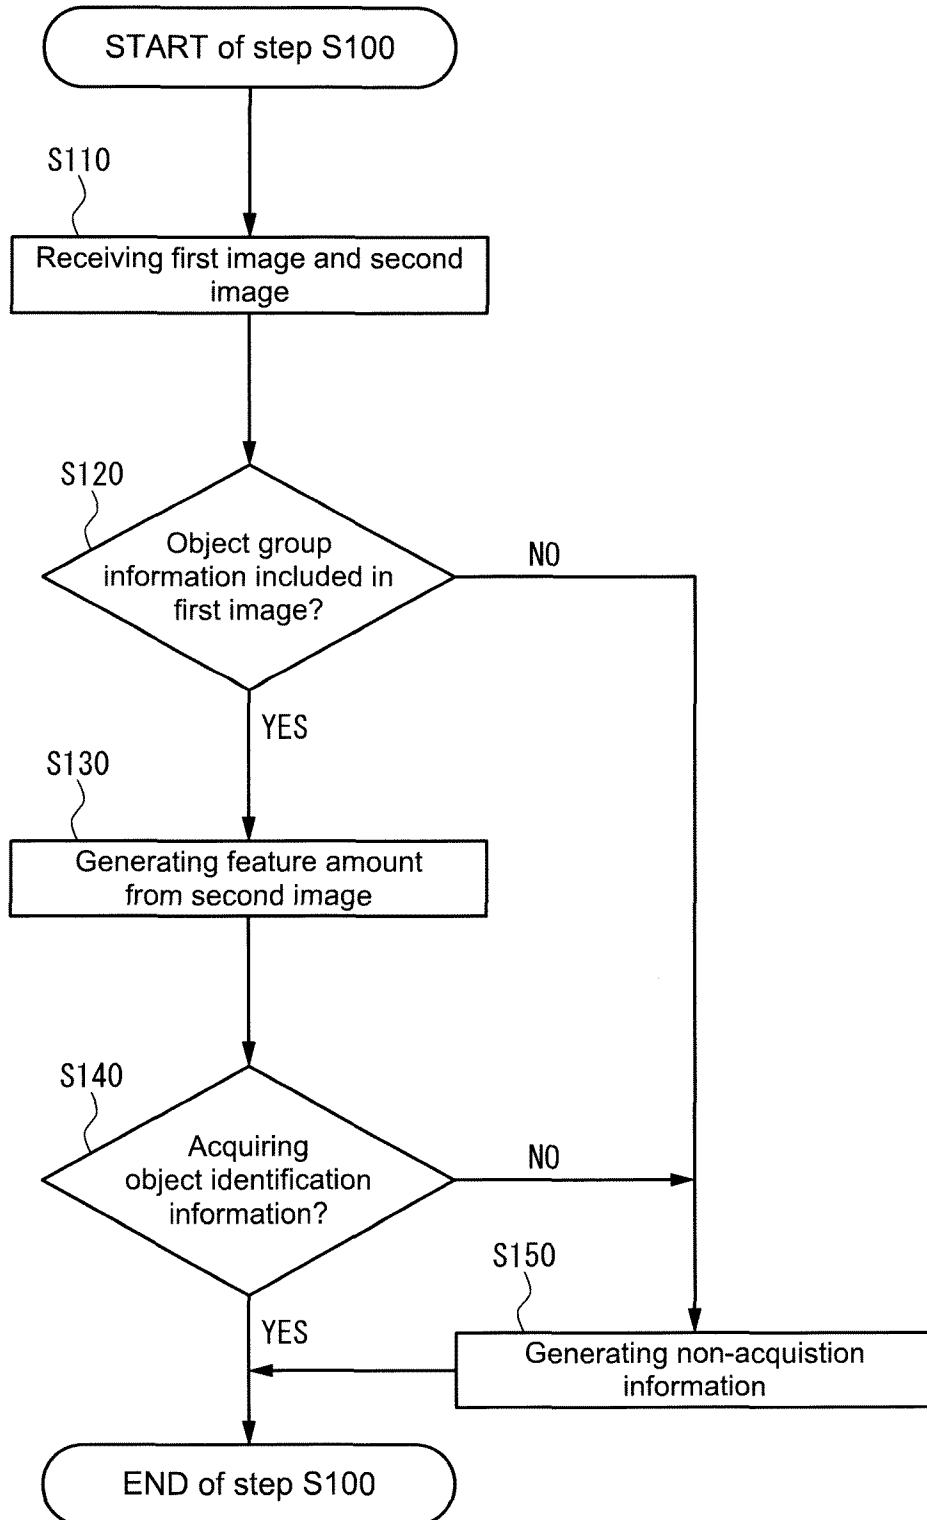 START of step S100
S110
Receiving first image and second
image
S120
Object group
information included in
first image?
NO
YES
S130
Generating feature amount
from second image
S140
Acquiring
object identification
information?
NO
YES
S150
Generating non-acquistion
information
END of step S100